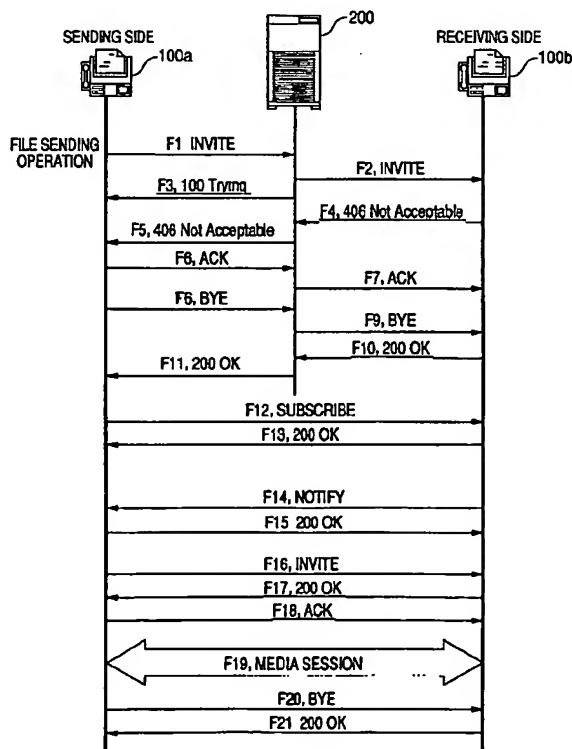 SENDING SIDE
200
RECEIVING SIDE
100a
100b
FILE SENDING
OPERATION
F1 INVITE
F2, INVITE
F3, 100 Trying
F4, 406 Not Acceptable
F5, 406 Not Acceptable
F6, ACK
F7, ACK
F6, BYE
F9, BYE
F10, 200 OK
F11, 200 OK
F12, SUBSCRIBE
F13, 200 OK
F14, NOTIFY
F15 200 OK
F16, INVITE
F17, 200 OK
F18, ACK
F19, MEDIA SESSION
F20, BYE
F21 200 OK